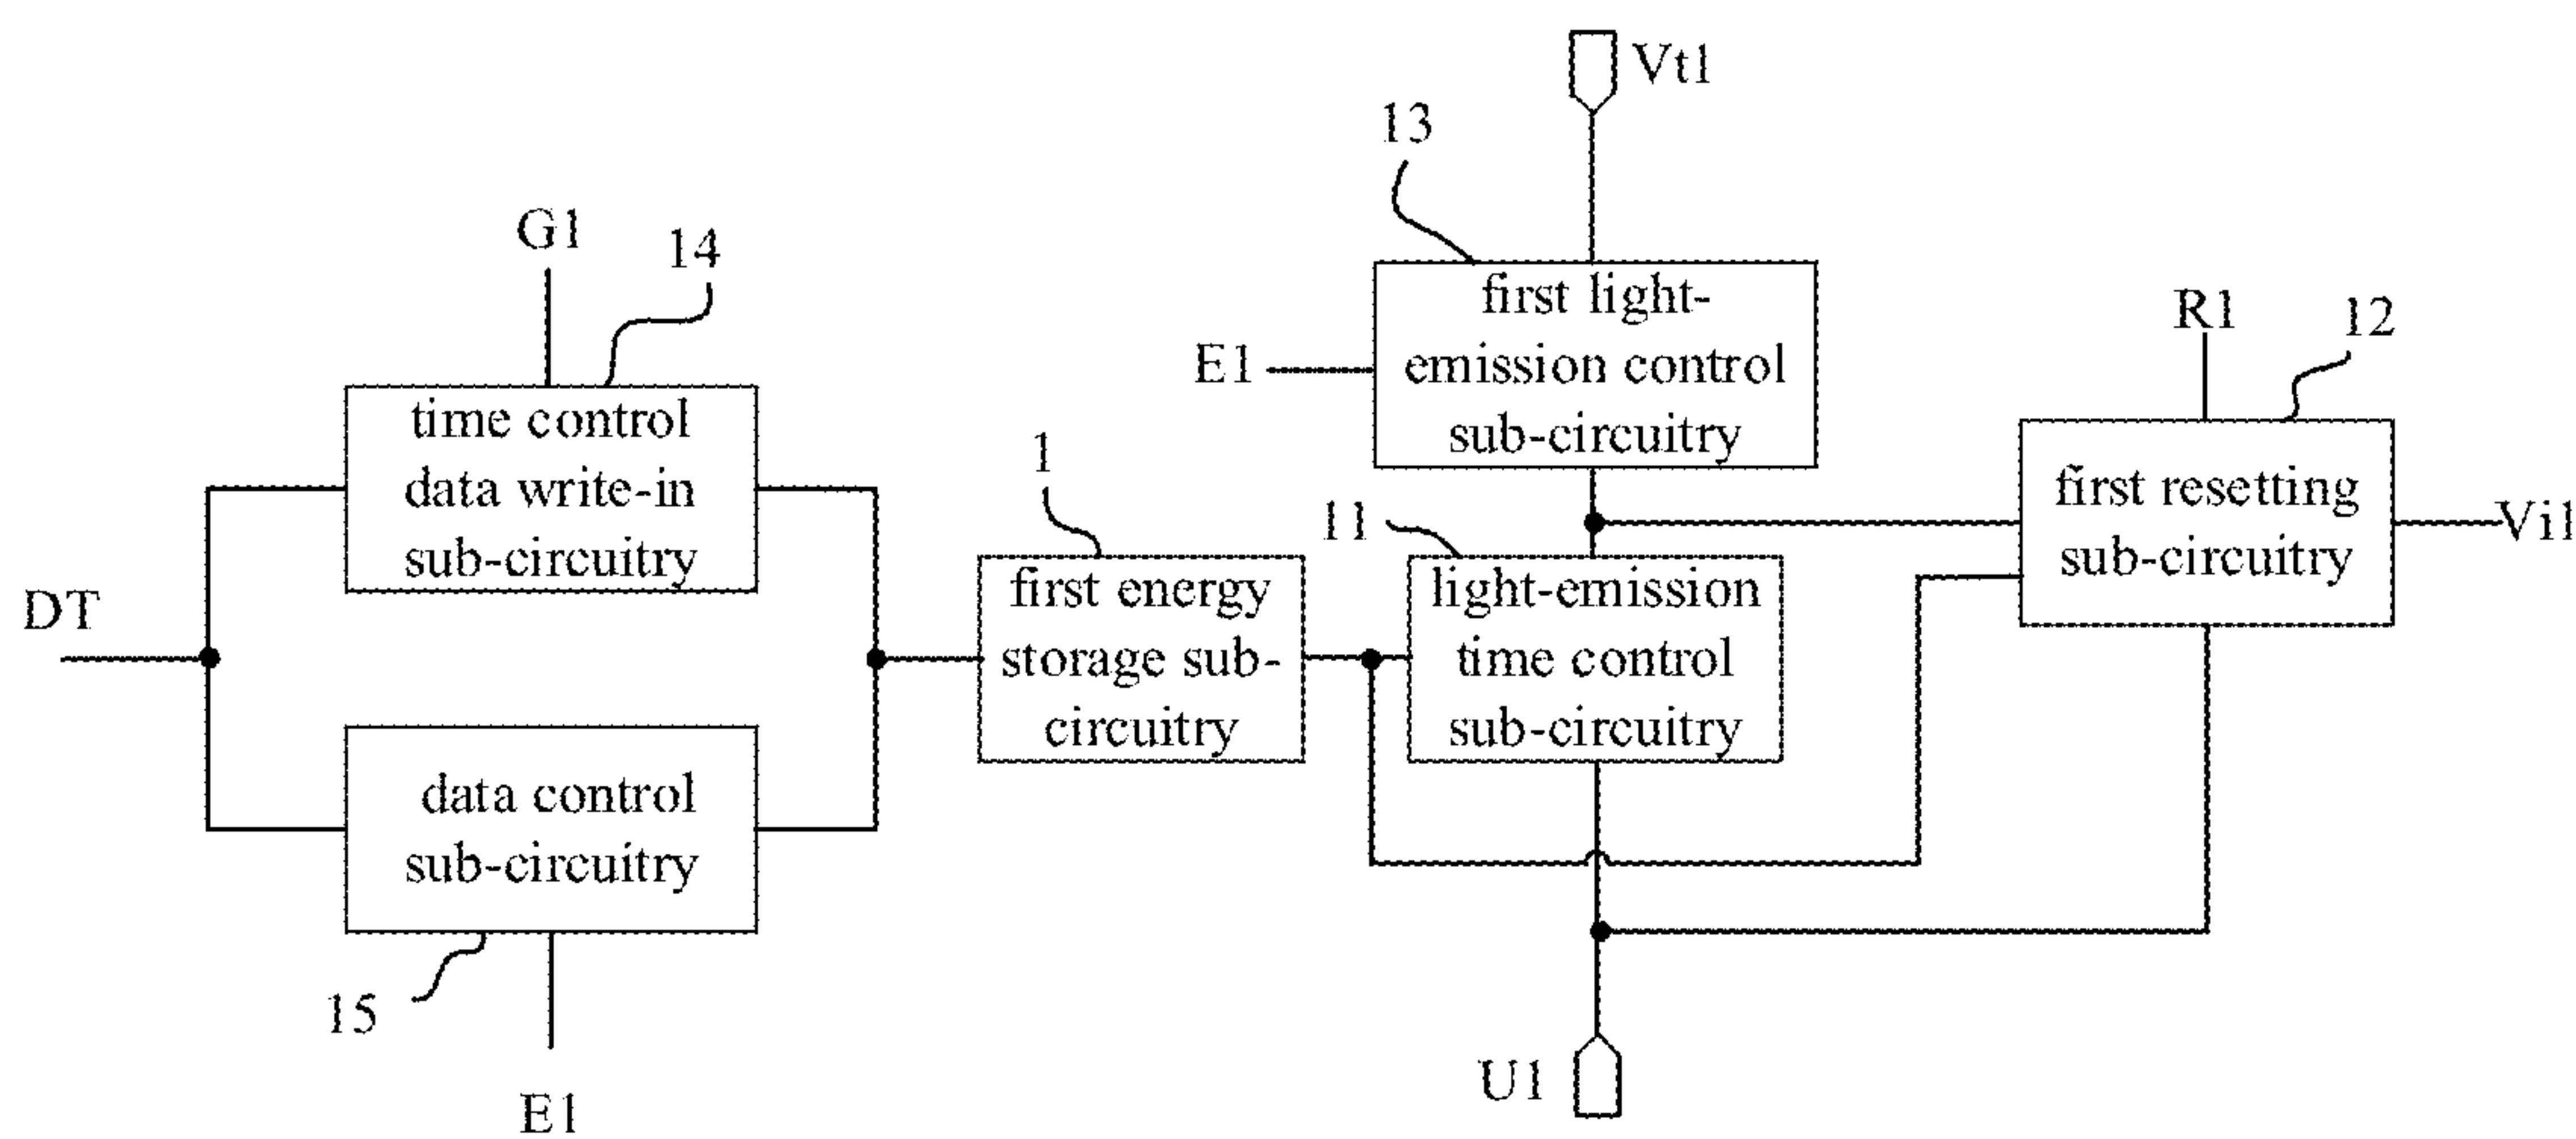 Vt1
13
G1
14
first light-
emission control
sub-circuitry
R1
12
E1
time control
data write-in
sub-circuitry
1
11
first resetting
sub-circuitry
Vi1
DT
first energy
storage sub-
circuitry
light-emission
time control
sub-circuitry
data control
sub-circuitry
15
U1
E1